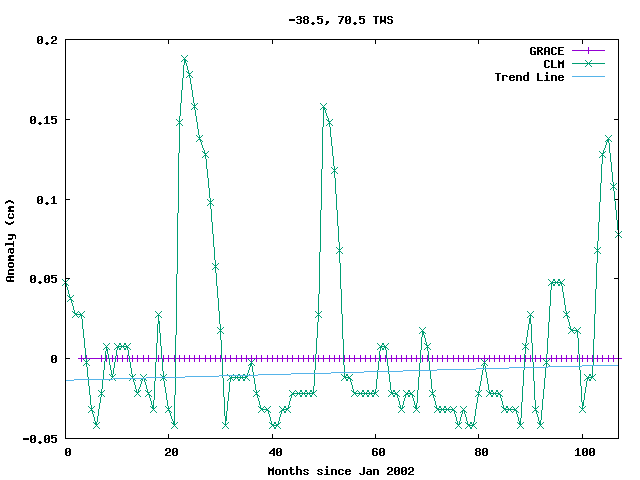 -38.5, 70.5 TWS
GRACE
CLM
Trend Line
0.2
0.15
0.1
0.05
0
-0.05
Anomaly (cm)
0 20 40 60 80 100
Months since Jan 2002